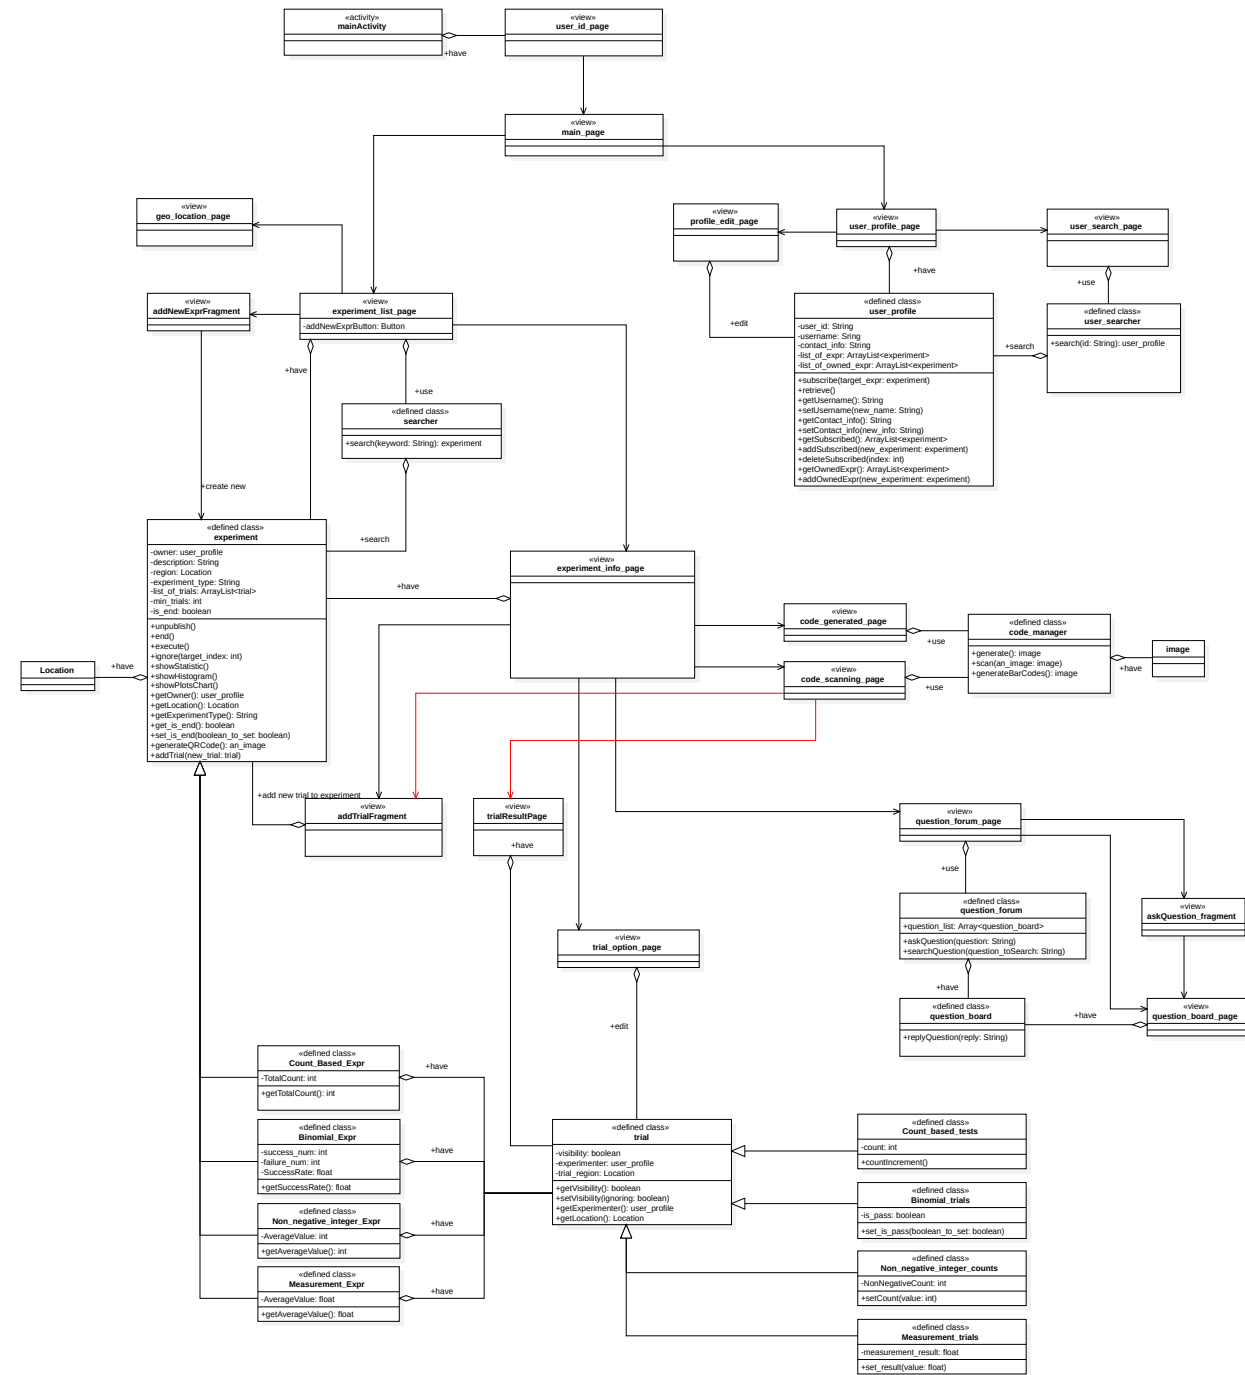 «activity»
mainActivity
«view»
user_id_page
+have
«view»
main_page
«view»
geo_location_page
«view»
profile_edit_page
«view»
user_profile_page
«view»
user_search_page
+have
+use
«view»
addNewExprFragment
«view»
experiment_list_page
-addNewExprButton: Button
«defined class»
user_profile
-user_id: String
-username: Sring
-contact_info: String
-list_of_expr: ArrayList<experiment>
-list_of_owned_expr: ArrayList<experiment>
+subscribe(target_expr: experiment)
+retrieve()
+getUsername(): String
+setUsername(new_name: String)
+getContact_info(): String
+setContact_info(new_info: String)
+getSubscribed(): ArrayList<experiment>
+addSubscribed(new_experiment: experiment)
+deleteSubscribed(index: int)
+getOwnedExpr(): ArrayList<experiment>
+addOwnedExpr(new_experiment: experiment)
+edit
«defined class»
user_searcher
+search(id: String): user_profile
+search
+have
+use
«defined class»
searcher
+search(keyword: String): experiment
+create new
+search
«defined class»
experiment
-owner: user_profile
-description: String
-region: Location
-experiment_type: String
-list_of_trials: ArrayList<trial>
-min_trials: int
-is_end: boolean
+unpublish()
+end()
+execute()
+ignore(target_index: int)
+showStatistic()
+showHistogram()
+showPlotsChart()
+getOwner(): user_profile
+getLocation(): Location
+getExperimentType(): String
+get_is_end(): boolean
+set_is_end(boolean_to_set: boolean)
+generateQRCode(): an_image
+addTrial(new_trial: trial)
+have
«view»
experiment_info_page
Location
+have
«view»
code_generated_page
+use
«defined class»
code_manager
+generate(): image
+scan(an_image: image)
+generateBarCodes(): image
+have
image
«view»
code_scanning_page
+use
+add new trial to experiment
«view»
addTrialFragment
«view»
trialResultPage
+have
«view»
question_forum_page
+use
«defined class»
question_forum
+question_list: Array<question_board>
+askQuestion(question: String)
+searchQuestion(question_toSearch: String)
«view»
askQuestion_fragment
«view»
trial_option_page
+have
«defined class»
question_board
+replyQuestion(reply: String)
+have
«view»
question_board_page
+edit
«defined class»
Count_Based_Expr
-TotalCount: int
+getTotalCount(): int
+have
«defined class»
Binomial_Expr
-success_num: int
-failure_num: int
-SuccessRate: float
+getSuccessRate(): float
+have
«defined class»
Non_negative_integer_Expr
-AverageValue: int
+getAverageValue(): int
+have
«defined class»
Measurement_Expr
-AverageValue: float
+getAverageValue(): float
+have
«defined class»
trial
-visibility: boolean
-experimenter: user_profile
-trial_region: Location
+getVisibility(): boolean
+setVisibility(ignoring: boolean)
+getExperimenter(): user_profile
+getLocation(): Location
«defined class»
Count_based_tests
-count: int
+countIncrement()
«defined class»
Binomial_trials
-is_pass: boolean
+set_is_pass(boolean_to_set: boolean)
«defined class»
Non_negative_integer_counts
-NonNegativeCount: int
+setCount(value: int)
«defined class»
Measurement_trials
-measurement_result: float
+set_result(value: float)